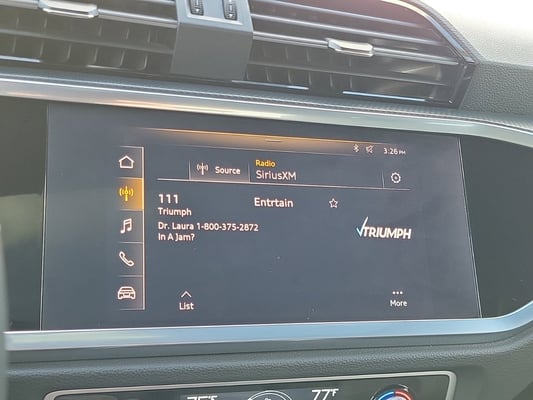 3:26 PM
Source
Radio
SiriusXM
111
Entrtain
Triumph
Dr. Laura 1-800-375-2872
In A Jam?
TRIUMPH
List
More
75°F
77°F